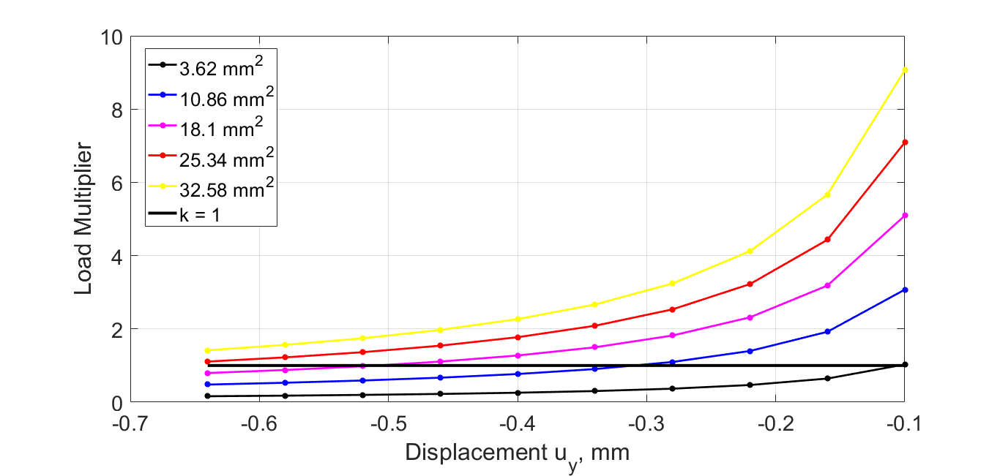 10
8
6
4
2
0
Load Multiplier
3.62 mm²
10.86 mm²
18.1 mm²
25.34 mm²
32.58 mm²
k = 1
-0.7 -0.6 -0.5 -0.4 -0.3 -0.2 -0.1
Displacement u_y, mm